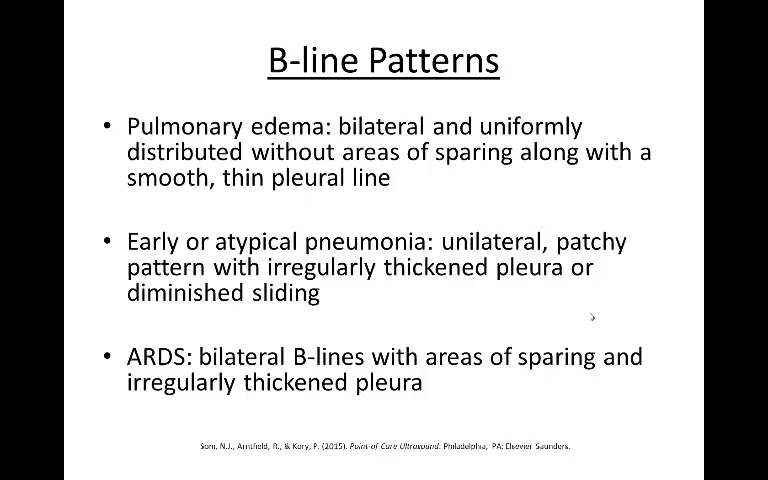 B-line Patterns
• Pulmonary edema: bilateral and uniformly
distributed without areas of sparing along with a
smooth, thin pleural line
• Early or atypical pneumonia: unilateral, patchy
pattern with irregularly thickened pleura or
diminished sliding
• ARDS: bilateral B-lines with areas of sparing and
irregularly thickened pleura
Som, N.J., Arntfield, R., & Kory, P. (2015). Point-of-Care Ultrasound. Philadelphia, PA: Elsevier Saunders.